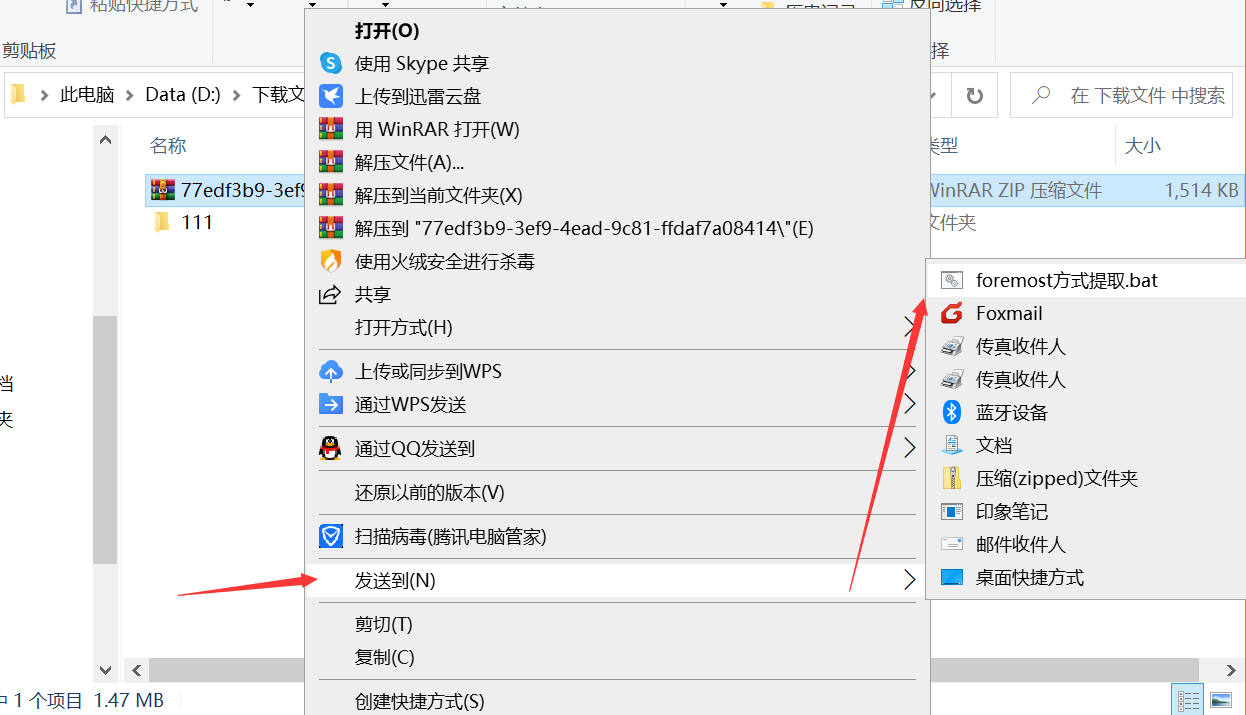 粘贴快捷方式
历史记录
反向选择
剪贴板
择
此电脑
Data (D:)
下载文
在 下载文件 中搜索
名称
类型
大小
77edf3b9-3ef9
WinRAR ZIP 压缩文件
1,514 KB
111
文件夹
档
夹
中 1 个项目
1.47 MB
打开(O)
使用 Skype 共享
上传到迅雷云盘
用 WinRAR 打开(W)
解压文件(A)...
解压到当前文件夹(X)
解压到 "77edf3b9-3ef9-4ead-9c81-ffdaf7a08414\"(E)
使用火绒安全进行杀毒
共享
打开方式(H)
上传或同步到WPS
通过WPS发送
通过QQ发送到
还原以前的版本(V)
扫描病毒(腾讯电脑管家)
发送到(N)
剪切(T)
复制(C)
创建快捷方式(S)
foremost方式提取.bat
Foxmail
传真收件人
传真收件人
蓝牙设备
文档
压缩(zipped)文件夹
印象笔记
邮件收件人
桌面快捷方式